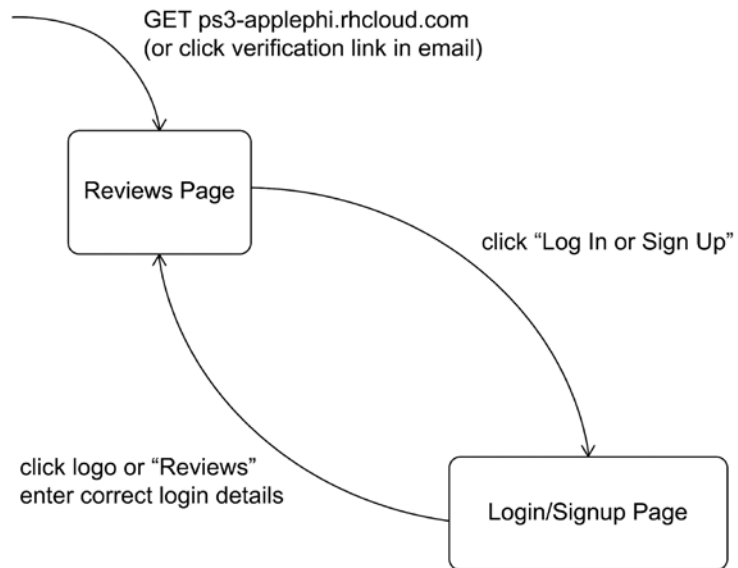 GET ps3-applephi.rhcloud.com
(or click verification link in email)
Reviews Page
click “Log In or Sign Up”
click logo or “Reviews”
enter correct login details
Login/Signup Page